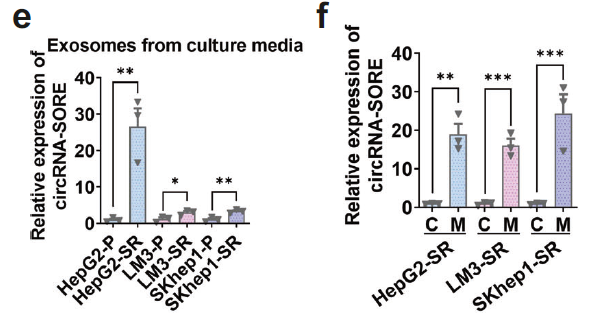 e
Exosomes from culture media
Relative expression of
circRNA-SORE
40
30
20
10
0
**
*
**
HepG2-P
HepG2-SR
LM3-P
LM3-SR
SKhep1-P
SKhep1-SR
f
Relative expression of
circRNA-SORE
40
30
20
10
0
**
***
***
C M C M C M
HepG2-SR
LM3-SR
SKhep1-SR